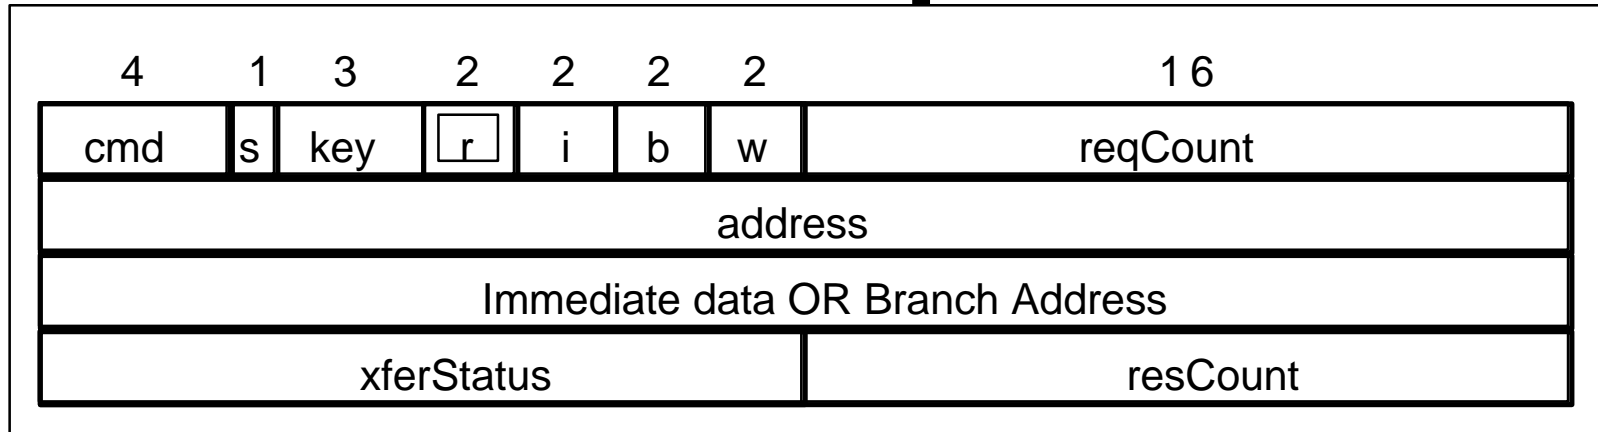 4 1 3 2 2 2 2 16
cmd s key r i b w reqCount
address
Immediate data OR Branch Address
xferStatus resCount